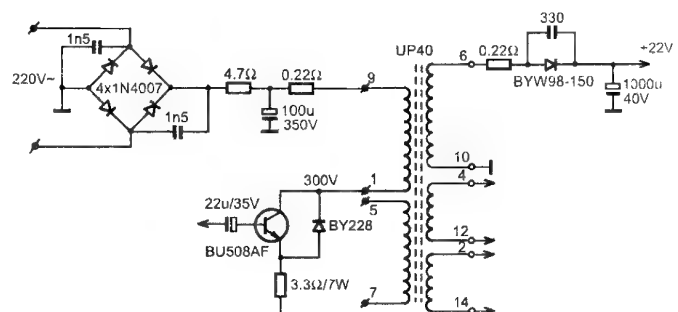 1n5
220V~
4x1N4007
1n5
4.7Ω
0.22Ω
100u
350V
9
UP40
6
0.22Ω
330
BYW98-150
+22V
1000u
40V
10
4
300V
1
5
22u/35V
BU508AF
BY228
3.3Ω/7W
7
12
2
14